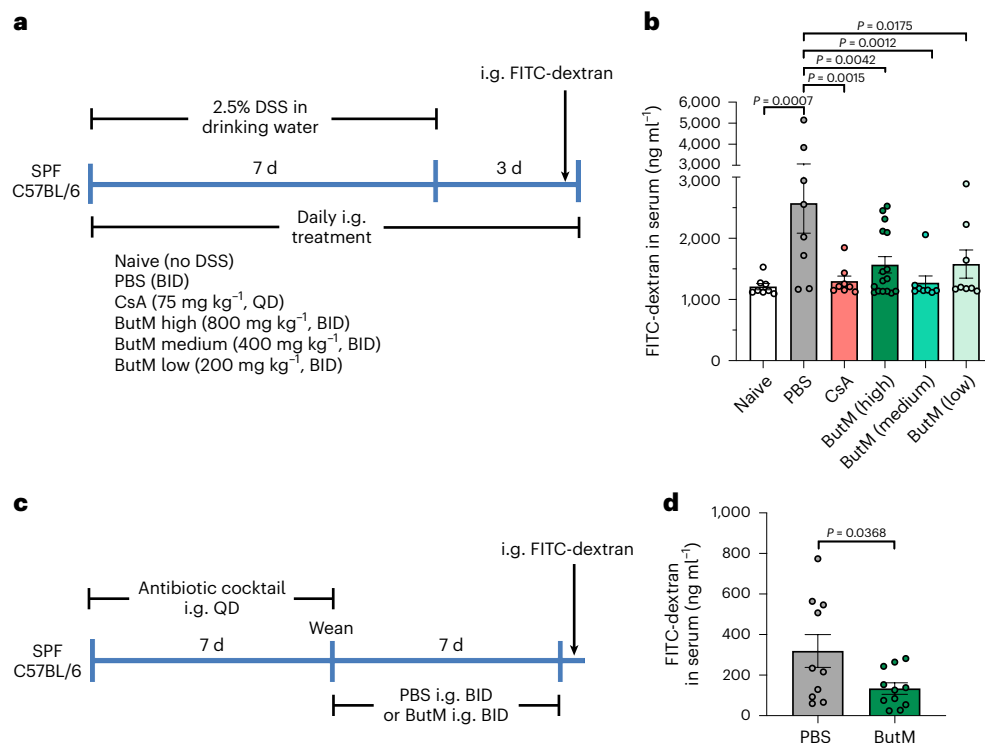 a
i.g. FITC-dextran
2.5% DSS in
drinking water
SPF
C57BL/6
7 d
3 d
Daily i.g.
treatment
Naive (no DSS)
PBS (BID)
CsA (75 mg kg⁻¹, QD)
ButM high (800 mg kg⁻¹, BID)
ButM medium (400 mg kg⁻¹, BID)
ButM low (200 mg kg⁻¹, BID)
b
P = 0.0175
P = 0.0012
P = 0.0042
P = 0.0015
P = 0.0007
FITC-dextran in serum (ng ml⁻¹)
6,000
5,000
4,000
3,000
3,000
2,000
1,000
0
Naive
PBS
CsA
ButM (high)
ButM (medium)
ButM (low)
c
i.g. FITC-dextran
Antibiotic cocktail
i.g. QD
Wean
SPF
C57BL/6
7 d
7 d
PBS i.g. BID
or ButM i.g. BID
d
FITC-dextran
in serum (ng ml⁻¹)
1,000
800
600
400
200
0
P = 0.0368
PBS
ButM